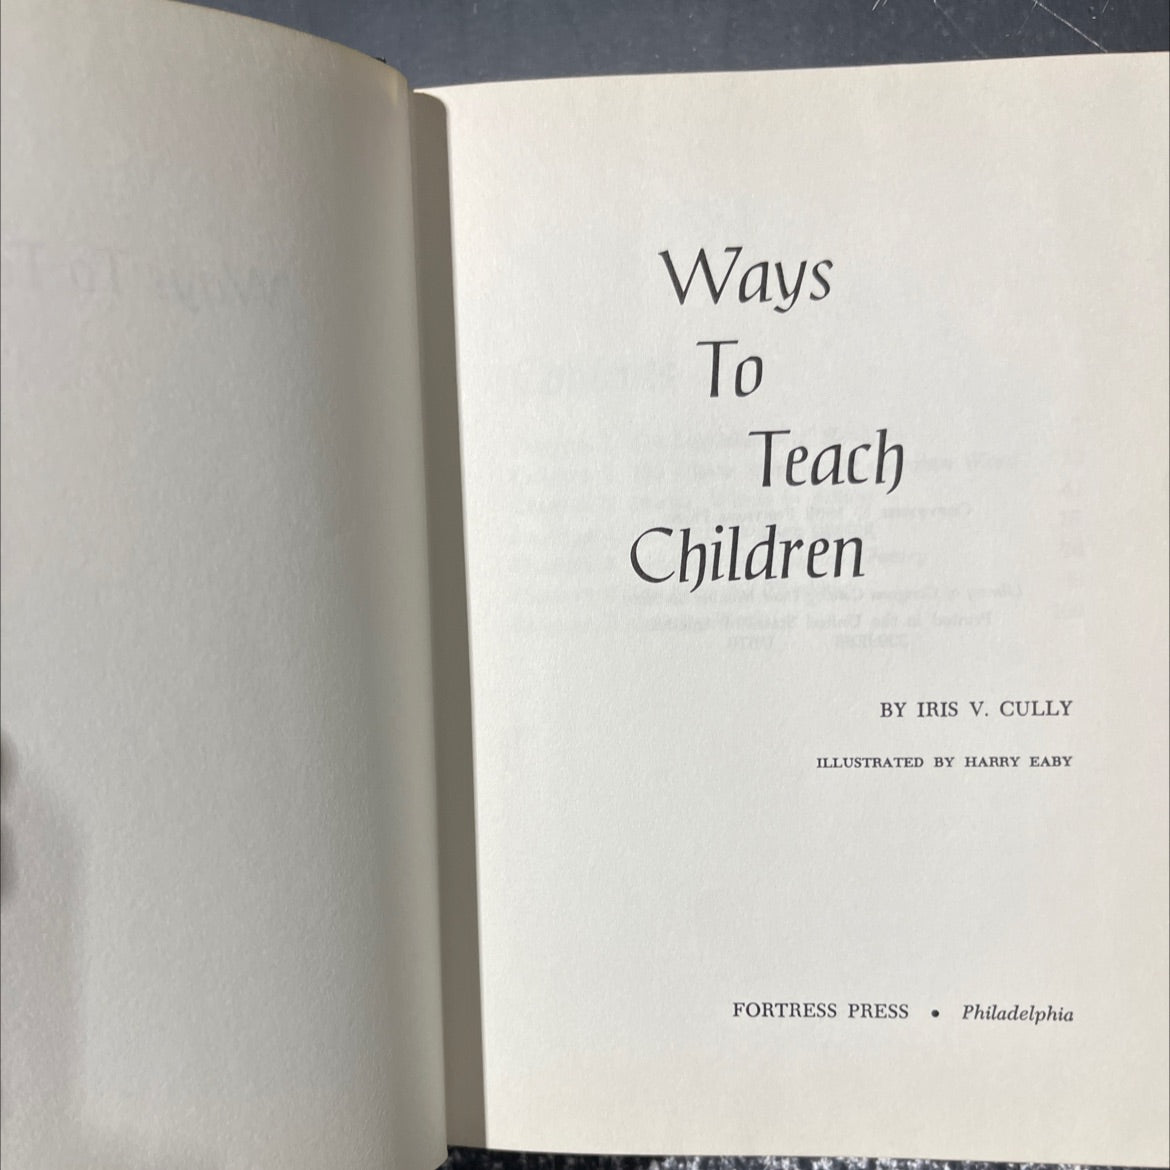 Ways
To
Teach
Children
BY IRIS V. CULLY
ILLUSTRATED BY HARRY EABY
FORTRESS PRESS • Philadelphia